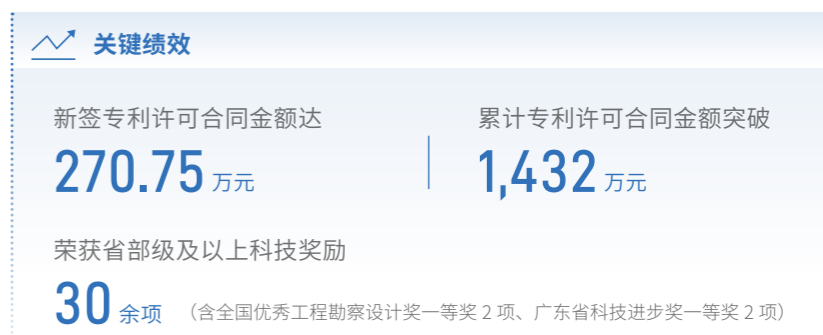 关键绩效
新签专利许可合同金额达
270.75 万元
累计专利许可合同金额突破
1,432 万元
荣获省部级及以上科技奖励
30 余项 （含全国优秀工程勘察设计奖一等奖 2 项、广东省科技进步奖一等奖 2 项）